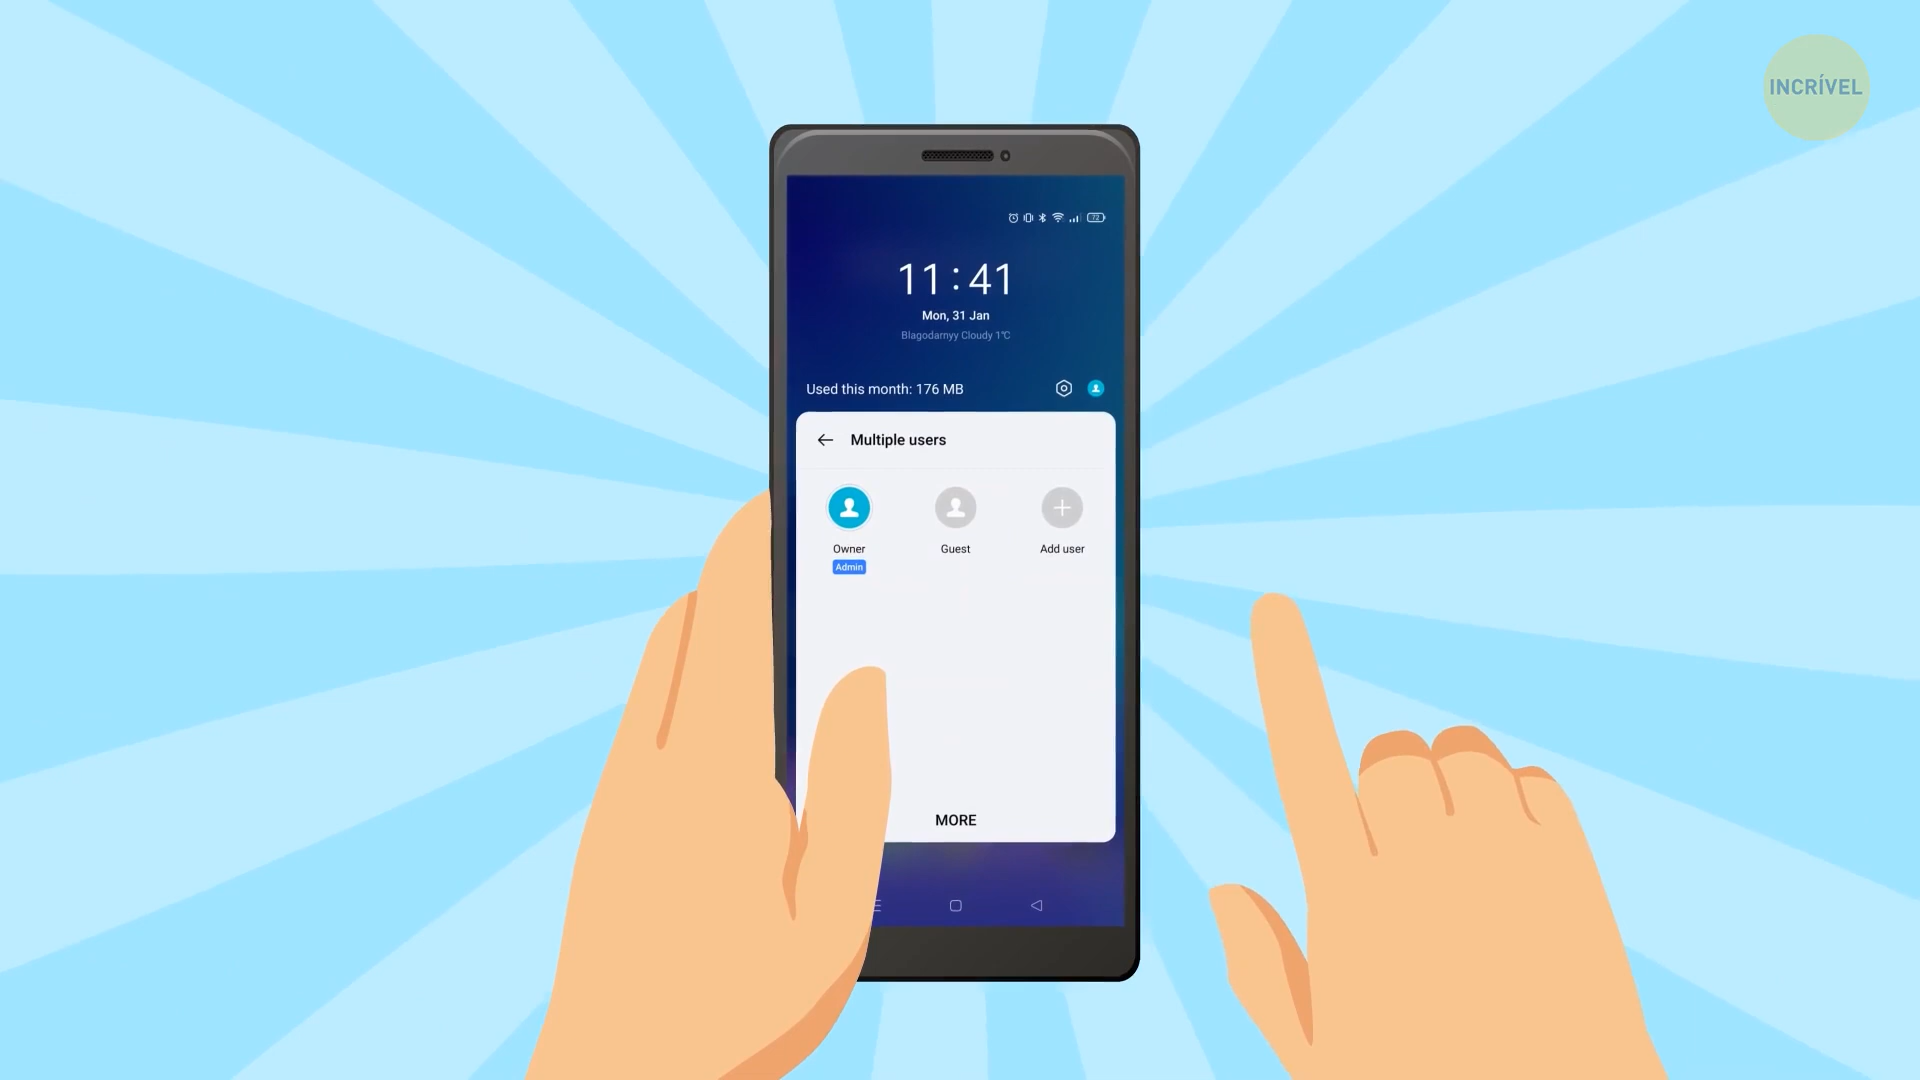 INCRÍVEL
72
11:41
Mon, 31 Jan
Blagodarnyy Cloudy 1°C
Used this month: 176 MB
Multiple users
Owner
Guest
Add user
Admin
MORE